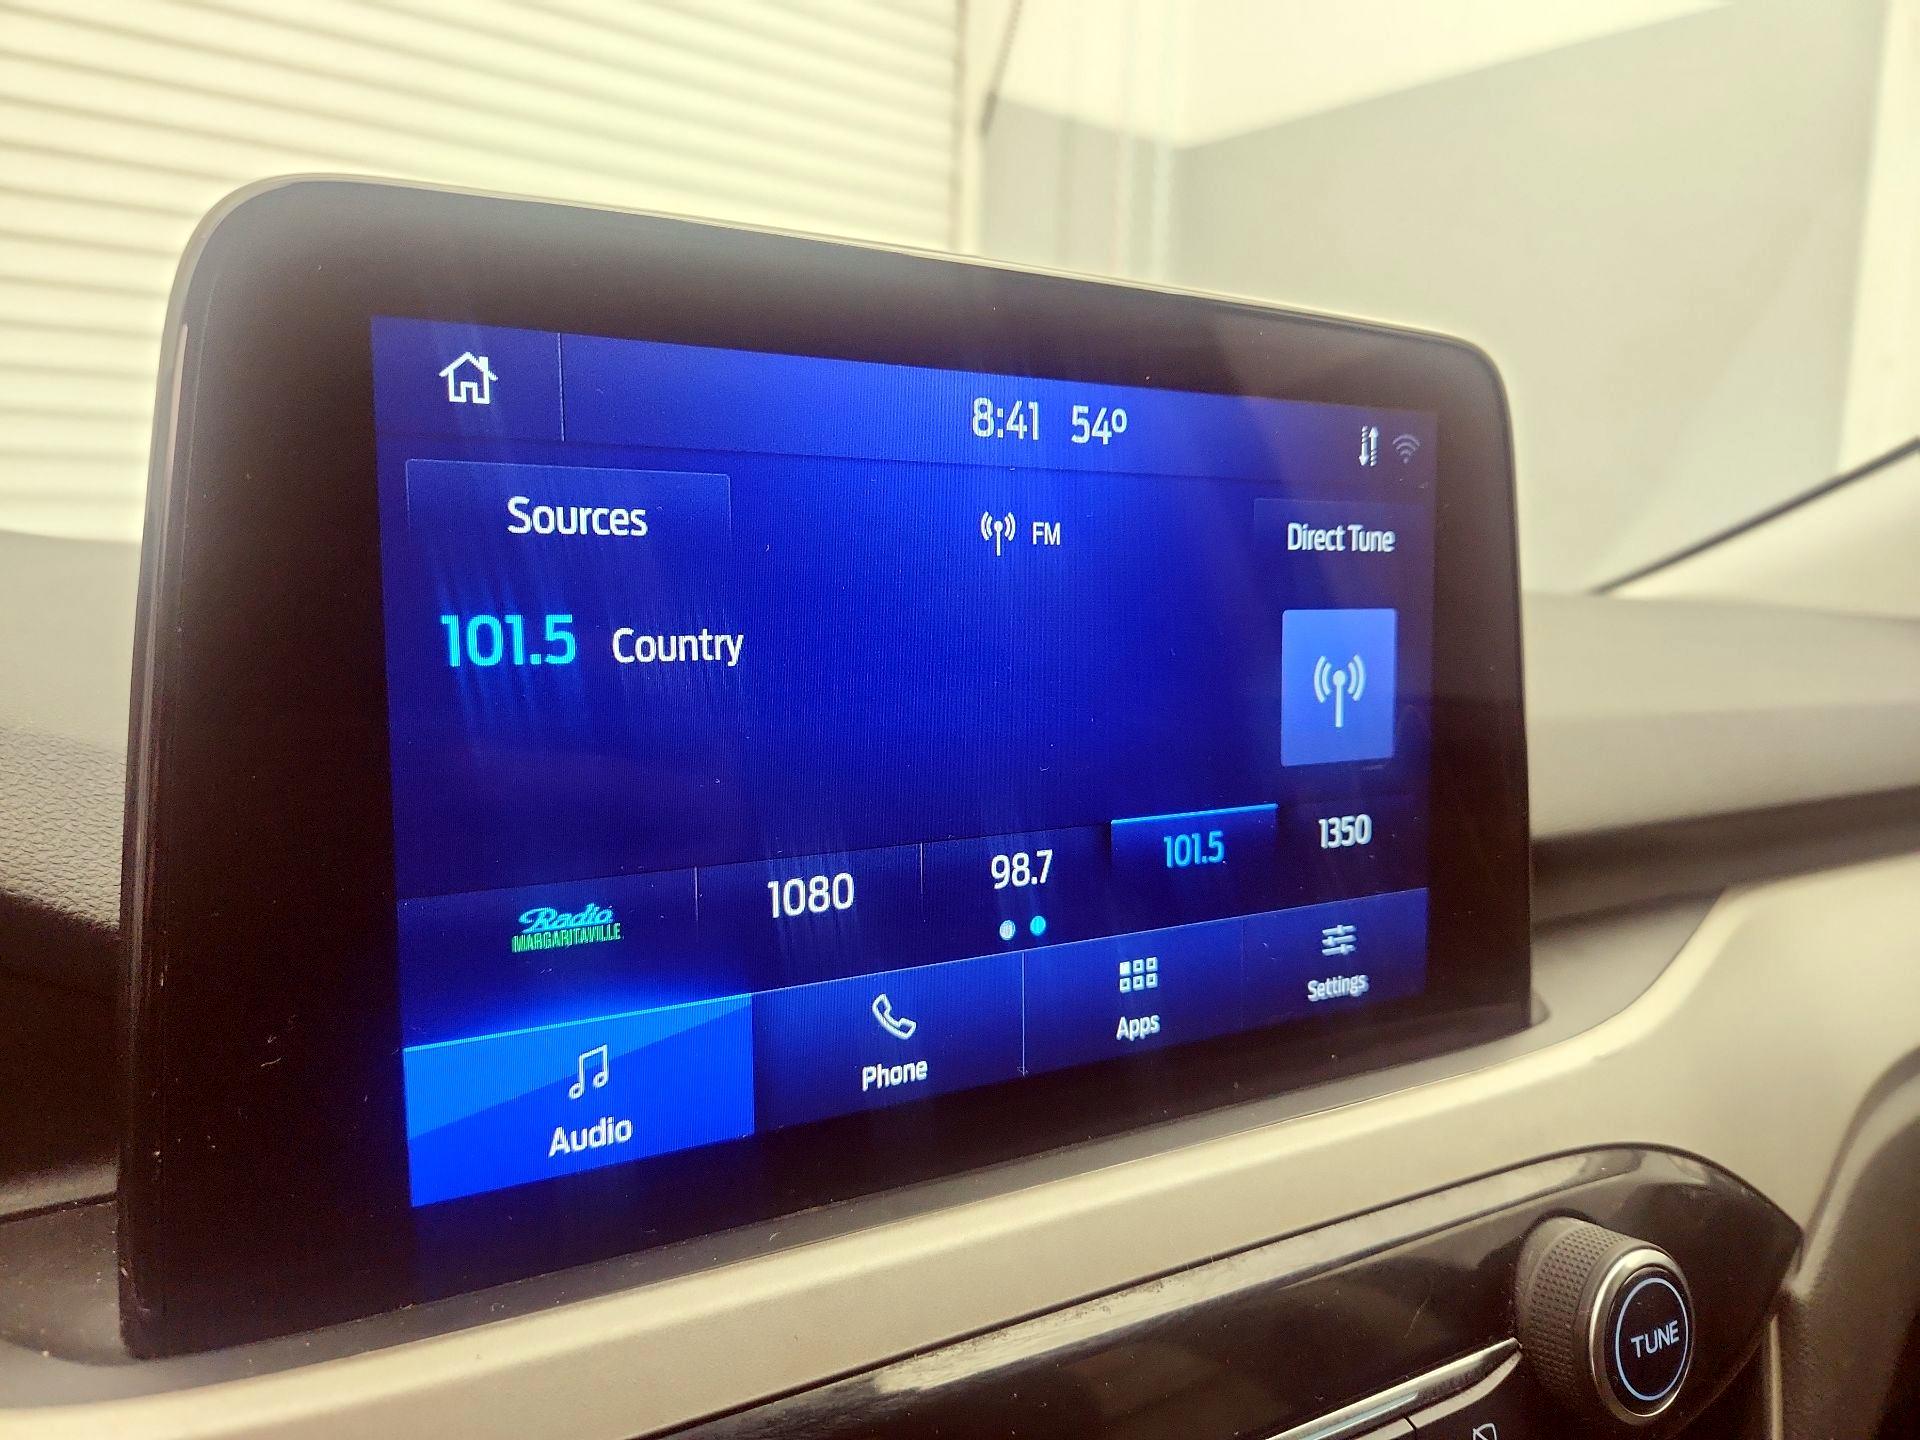 8:41 54º
Sources
FM
Direct Tune
101.5 Country
Radio
MARGARITAVILLE
1080
98.7
101.5
1350
Audio
Phone
Apps
Settings
TUNE